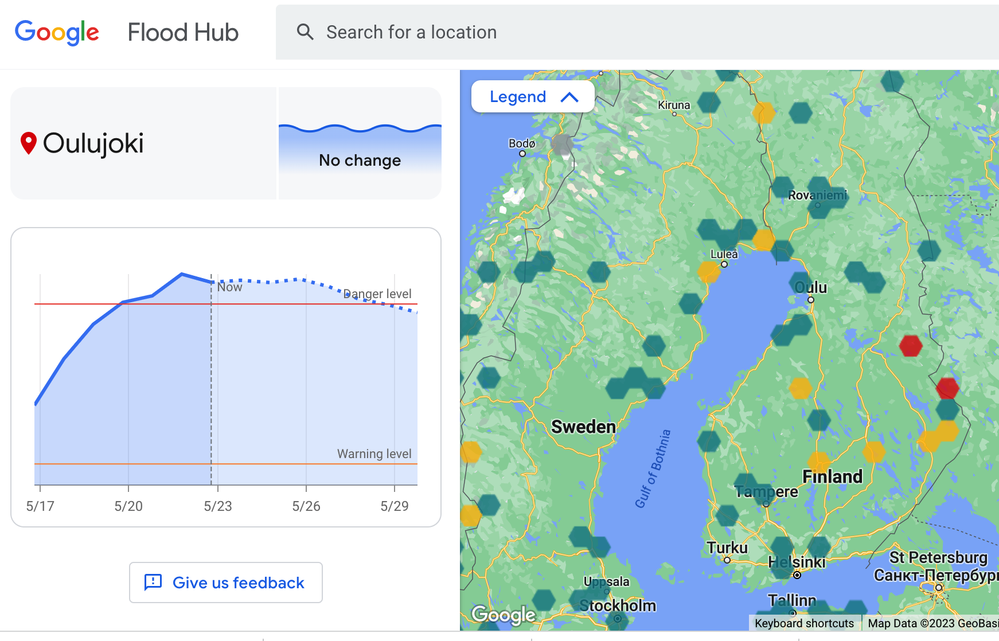 Google Flood Hub
Search for a location
Oulujoki
No change
Now
Danger level
Warning level
5/17 5/20 5/23 5/26 5/29
Give us feedback
Legend
Kiruna
Bodø
Rovaniemi
Luleå
Oulu
Sweden
Gulf of Bothnia
Finland
Tampere
Turku
Helsinki
St Petersburg
Санкт-Петербург
Uppsala
Stockholm
Tallinn
Google
Keyboard shortcuts
Map Data ©2023 GeoBasi